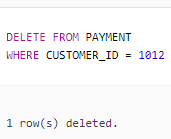 DELETE FROM PAYMENT
WHERE CUSTOMER_ID = 1012
1 row(s) deleted.